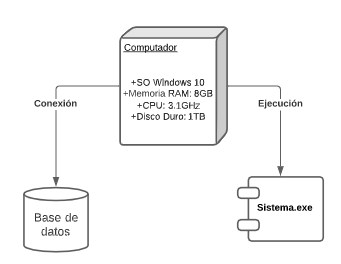 Computador
+SO Windows 10
+Memoria RAM: 8GB
+CPU: 3.1GHz
+Disco Duro: 1TB
Conexión
Ejecución
Base de
datos
Sistema.exe